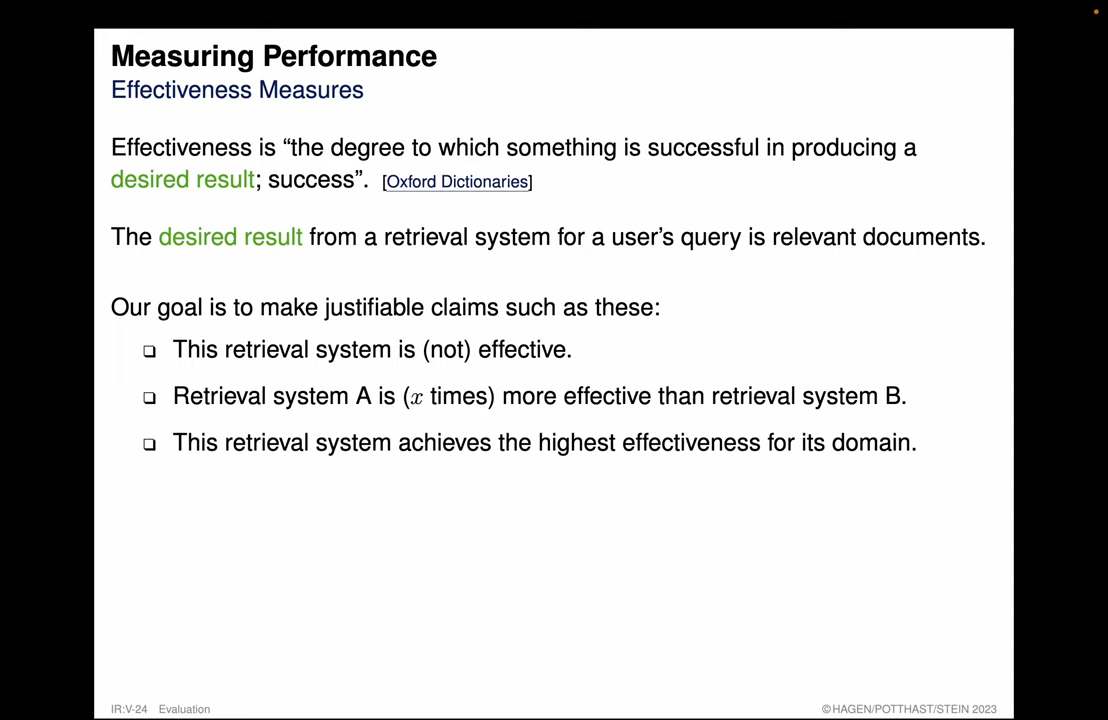 Measuring Performance
Effectiveness Measures
Effectiveness is “the degree to which something is successful in producing a
desired result; success”. [Oxford Dictionaries]
The desired result from a retrieval system for a user’s query is relevant documents.
Our goal is to make justifiable claims such as these:
❑ This retrieval system is (not) effective.
❑ Retrieval system A is (x times) more effective than retrieval system B.
❑ This retrieval system achieves the highest effectiveness for its domain.
IR:V-24 Evaluation ©HAGEN/POTTHAST/STEIN 2023